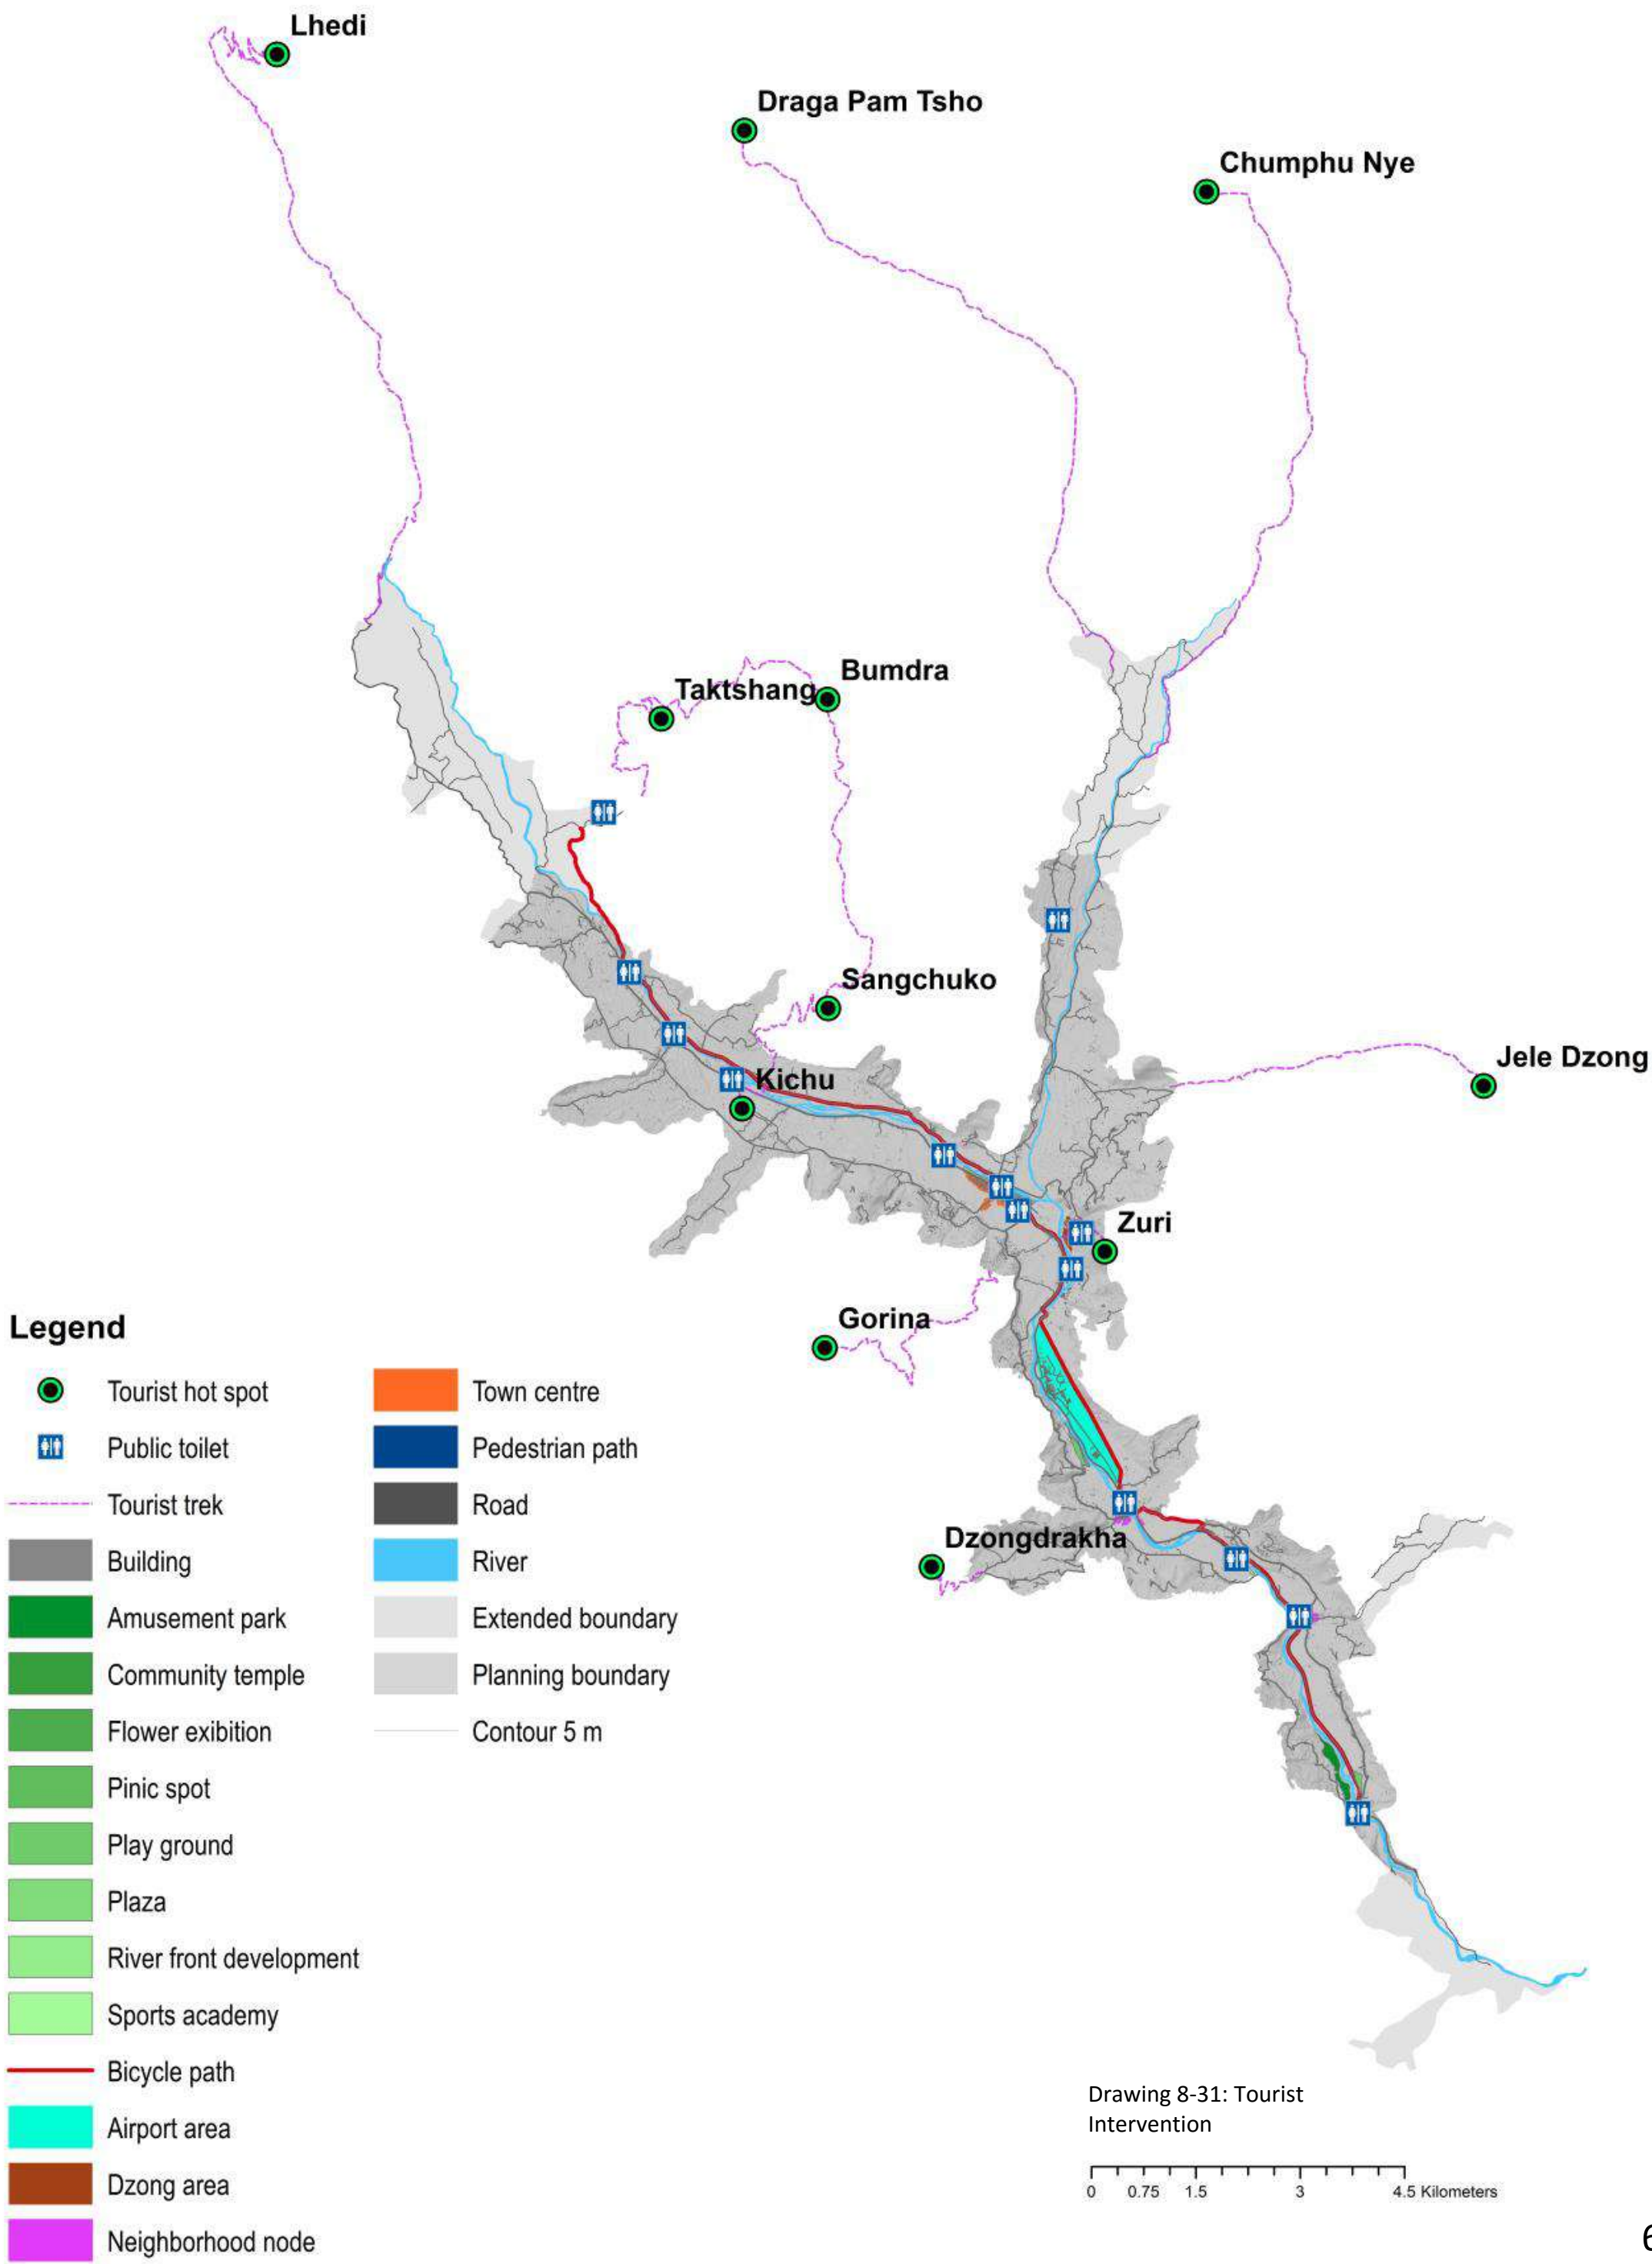 Lhedi
Draga Pam Tsho
Chumphu Nye
Bumdra
Taktshang
Sangchuko
Jele Dzong
Kichu
Zuri
Gorina
Dzongdrakha
Legend
Tourist hot spot
Public toilet
Tourist trek
Building
Amusement park
Community temple
Flower exibition
Pinic spot
Play ground
Plaza
River front development
Sports academy
Bicycle path
Airport area
Dzong area
Neighborhood node
Town centre
Pedestrian path
Road
River
Extended boundary
Planning boundary
Contour 5 m
Drawing 8-31: Tourist
Intervention
0 0.75 1.5 3 4.5 Kilometers